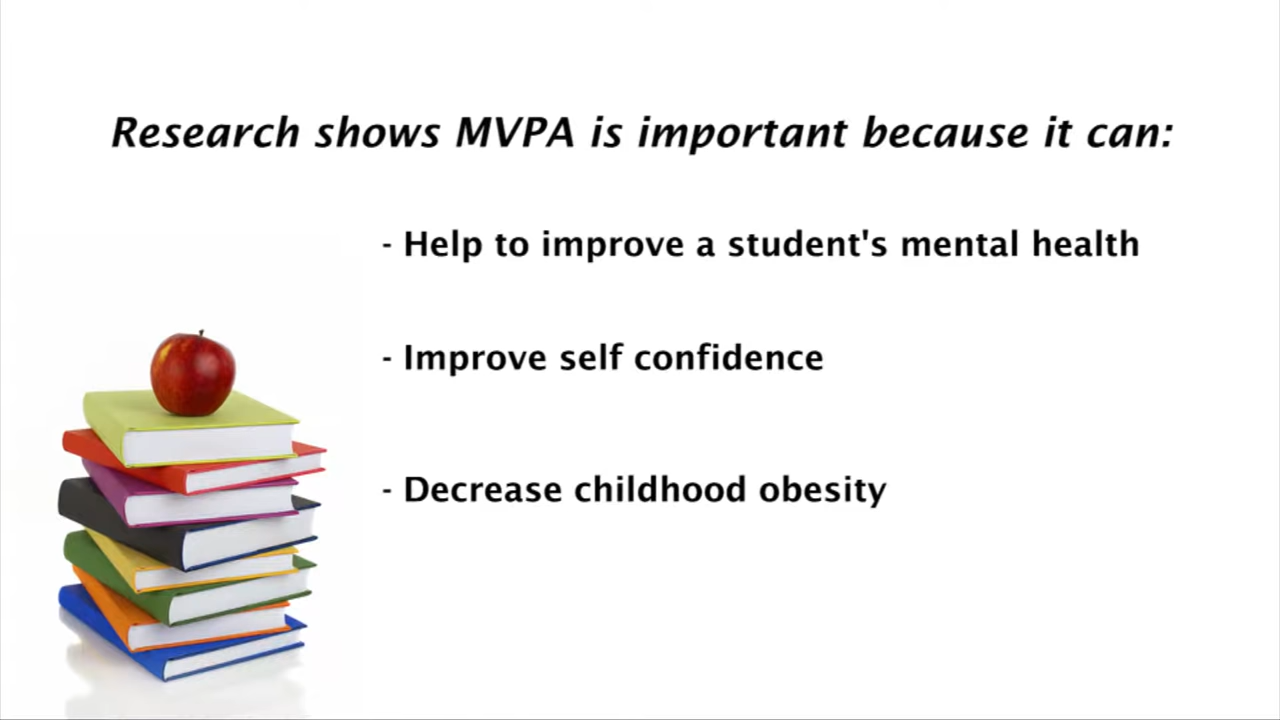 Research shows MVPA is important because it can:
- Help to improve a student's mental health
- Improve self confidence
- Decrease childhood obesity